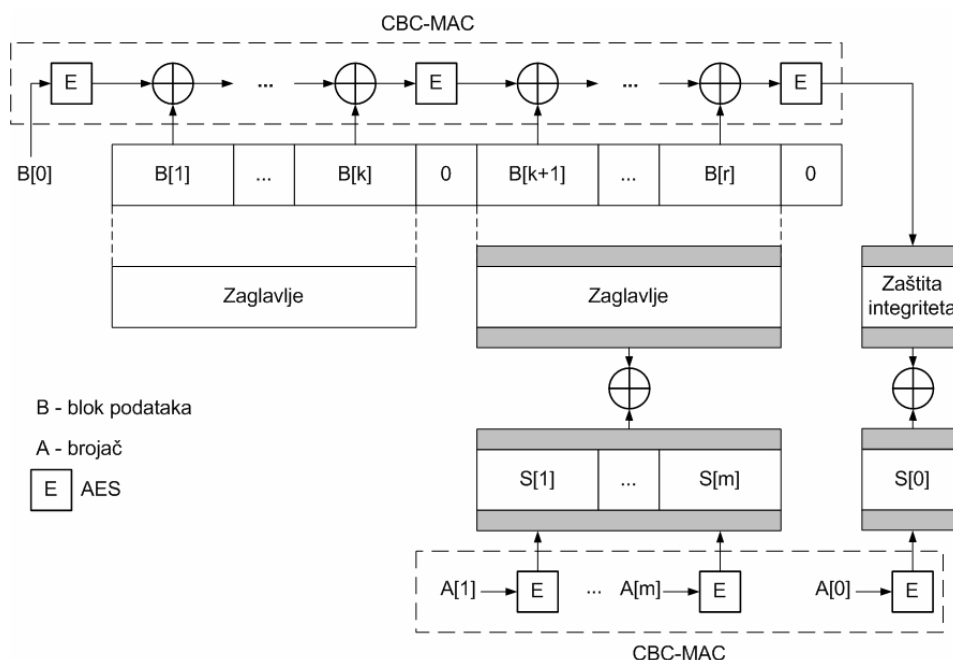 CBC-MAC
E ... E ... E
B[0] B[1] ... B[k] 0 B[k+1] ... B[r] 0
Zaglavlje
Zaglavlje
Zaštita
integriteta
B - blok podataka
A - brojač
E AES
S[1] ... S[m]
S[0]
A[1] E ... A[m] E A[0] E
CBC-MAC